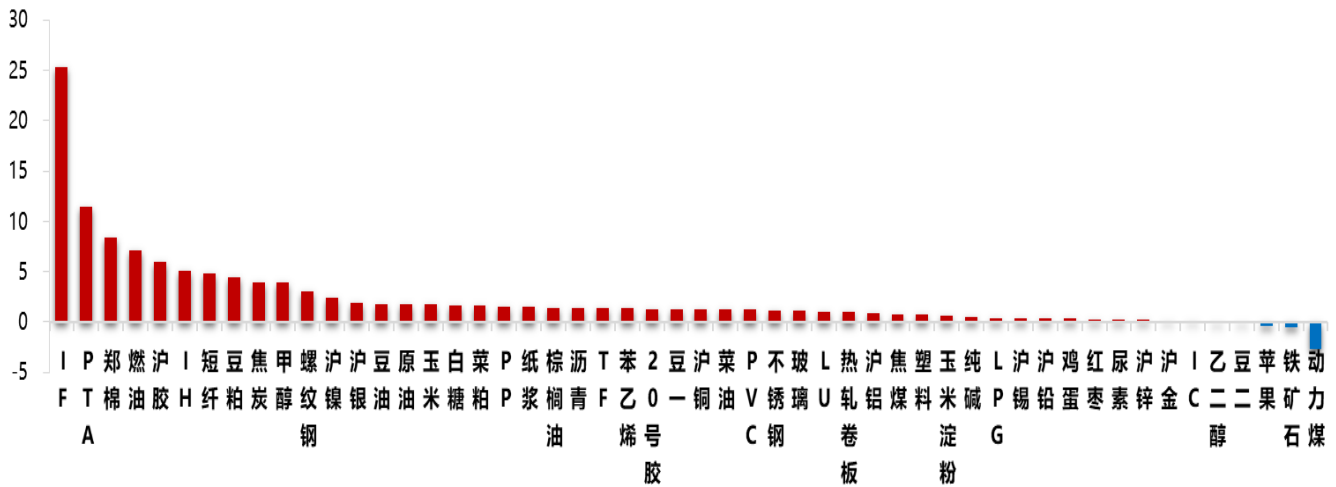 30
25
20
15
10
5
0
-5
IF
PTA
郑棉
燃油
沪胶
IH
短纤
豆粕
焦炭
甲醇
螺纹钢
沪镍
沪银
豆油
原油
玉米
白糖
菜粕
PP
纸浆
棕榈油
沥青
TF
苯乙烯
20号胶
豆一
沪铜
菜油
PVC
不锈钢
玻璃
LU
热轧卷板
沪铝
焦煤
塑料
玉米淀粉
纯碱
LPG
沪锡
沪铅
鸡蛋
红枣
尿素
沪锌
沪金
IC
乙二醇
豆二
苹果
铁矿石
动力煤